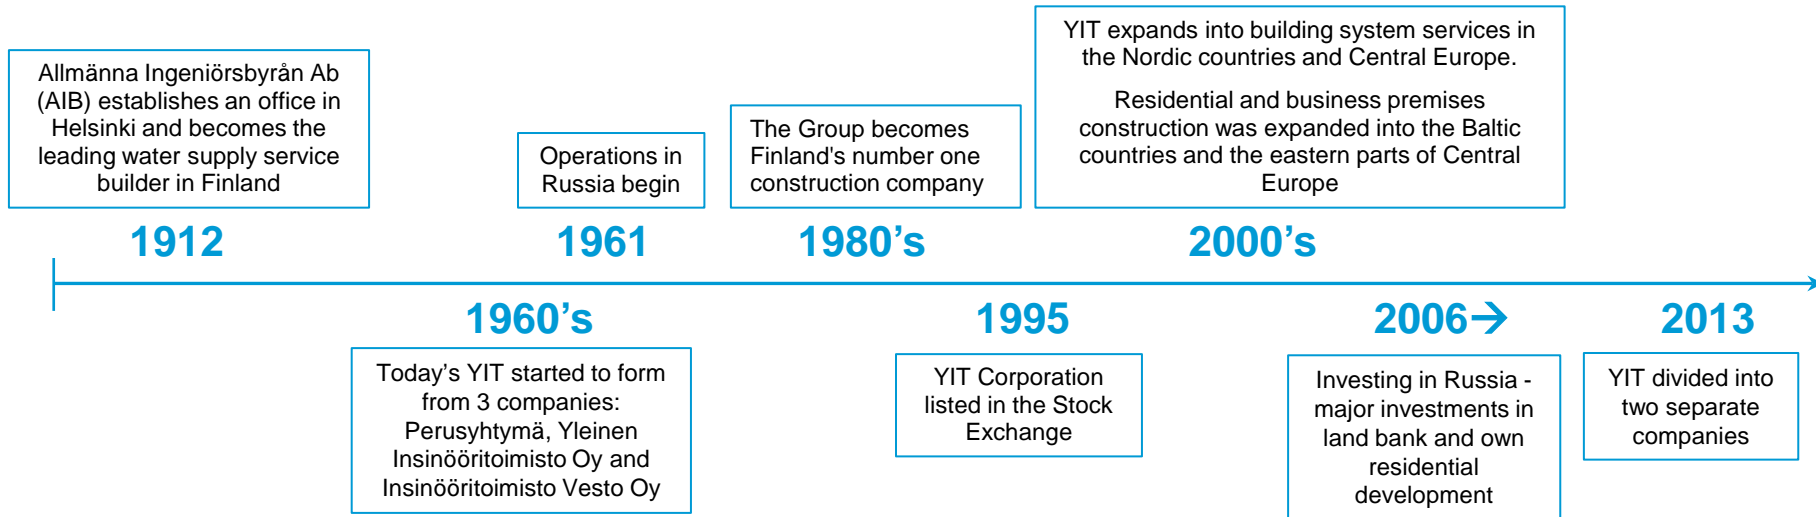 Allmänna Ingeniörsbyrån Ab
(AIB) establishes an office in
Helsinki and becomes the
leading water supply service
builder in Finland
1912
Operations in
Russia begin
1961
The Group becomes
Finland's number one
construction company
1980’s
YIT expands into building system services in
the Nordic countries and Central Europe.
Residential and business premises
construction was expanded into the Baltic
countries and the eastern parts of Central
Europe
2000’s
1960’s
Today’s YIT started to form
from 3 companies:
Perusyhtymä, Yleinen
Insinööritoimisto Oy and
Insinööritoimisto Vesto Oy
1995
YIT Corporation
listed in the Stock
Exchange
2006→
Investing in Russia -
major investments in
land bank and own
residential
development
2013
YIT divided into
two separate
companies